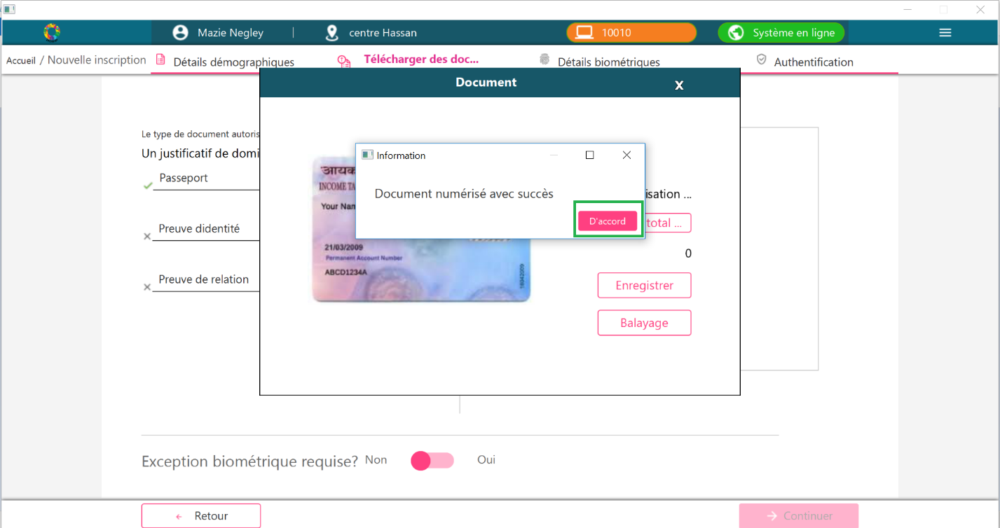 Mazie Negley | centre Hassan 10010 Système en ligne
Accueil / Nouvelle inscription Détails démographiques Télécharger des doc... Détails biométriques Authentification
Document X
Le type de document autoris
Un justificatif de domi
Passeport
Preuve didentité
Preuve de relation
आयक
INCOME TA
Your Nan
21/03/2009
Permanent Account Number
ABCD1234A
18042009
Information
Document numérisé avec succès
D'accord
isation ...
total ...
0
Enregistrer
Balayage
Exception biométrique requise? Non Oui
Retour Continuer